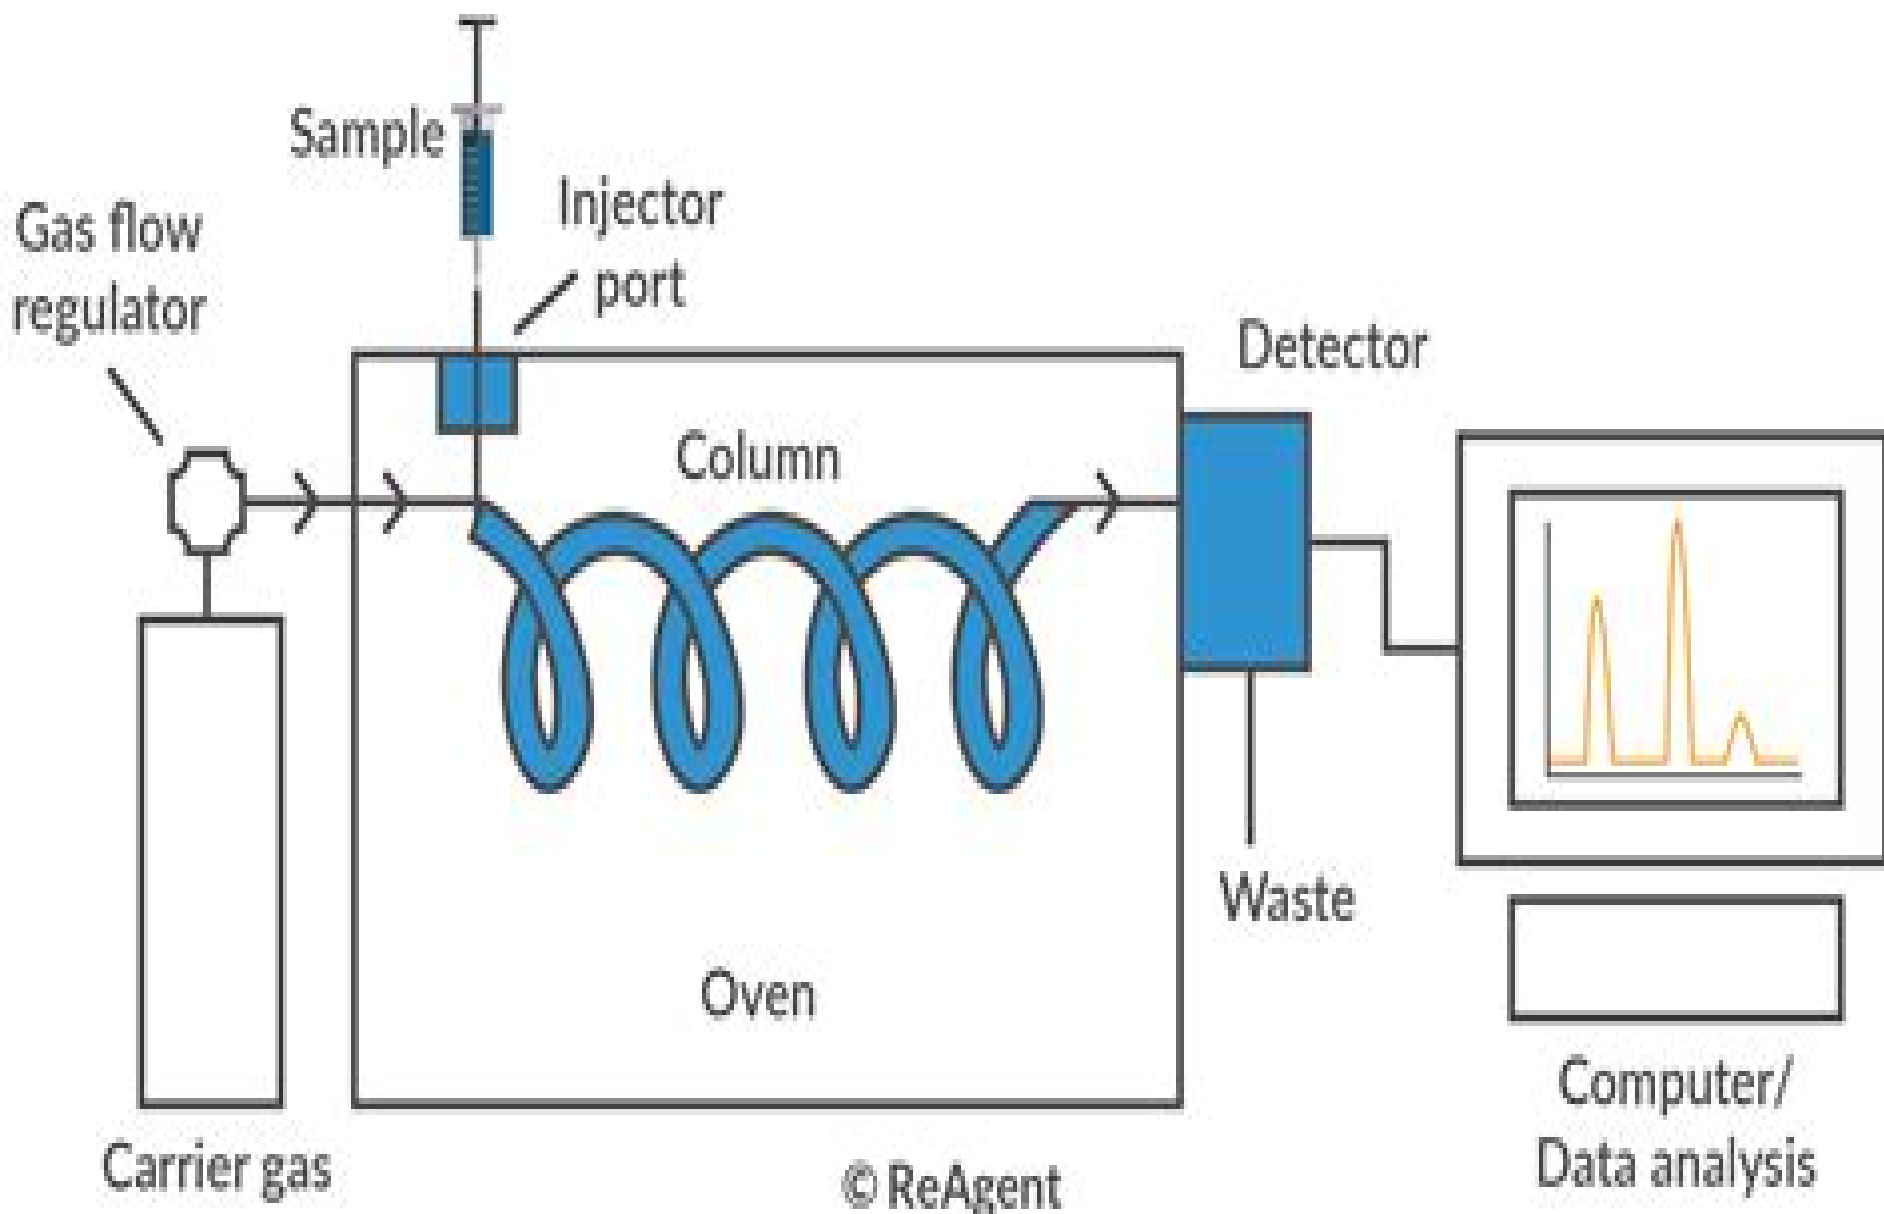 Sample
Injector
port
Gas flow
regulator
Detector
Column
Waste
Oven
Computer/
Data analysis
Carrier gas
© ReAgent